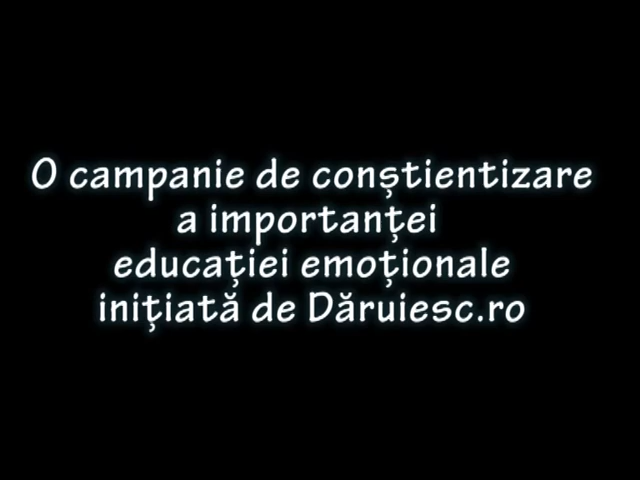 O campanie de conștientizare
a importanței
educației emoționale
inițiată de Dăruiesc.ro